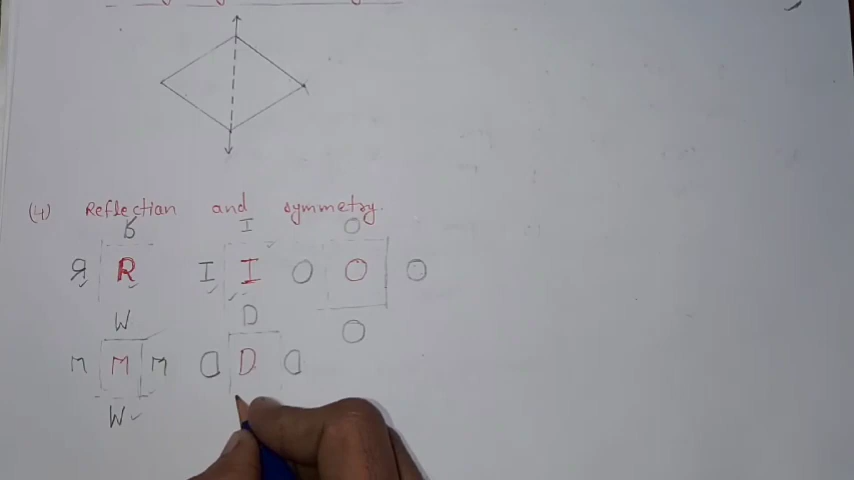 (4) Reflection and symmetry.
B I O
Я R I I O O O
W D O
M M M D D D
W